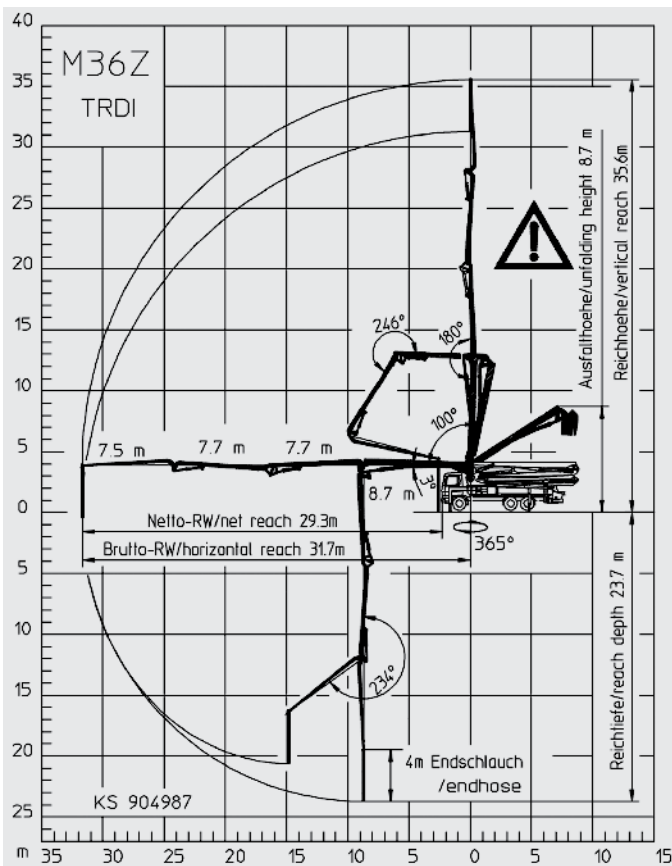 40
35
30
25
20
15
10
5
0
5
10
15
20
25
m
35
30
25
20
15
10
5
0
5
10
15
M36Z
TRDI
Ausfalthoehe/unfalding height 8.7 m
Reichhoehe/vertical reach 35.6m
246°
180°
100°
7.5 m
7.7 m
7.7 m
8.7 m
3°
Netto-RW/net reach 29.3m
365°
Brutto-RW/horizontal reach 31.7m
Reichtiefe/reach depth 23.7 m
234°
4m Endschlauch
/endhose
KS 904987